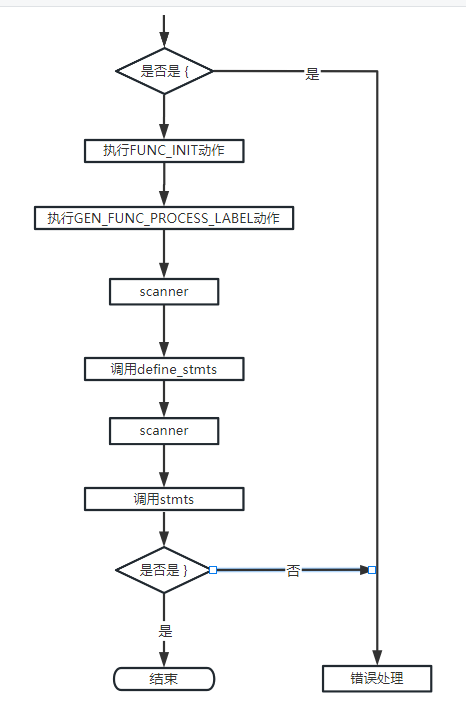 是否是 {
是
执行FUNC_INIT动作
执行GEN_FUNC_PROCESS_LABEL动作
scanner
调用define_stmts
scanner
调用stmts
是否是 }
否
是
结束
错误处理